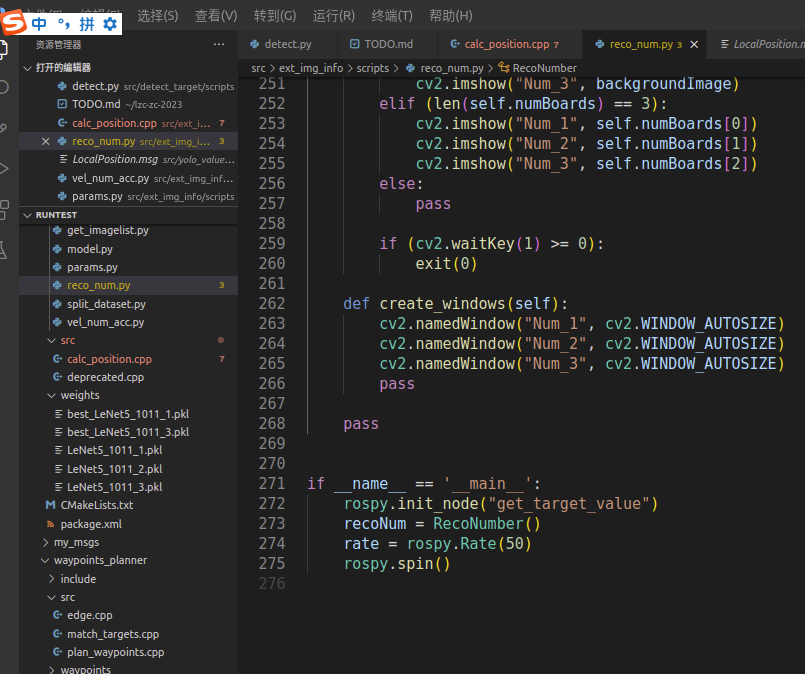 中 °, 拼
选择(S) 查看(V) 转到(G) 运行(R) 终端(T) 帮助(H)
资源管理器 ···
打开的编辑器
detect.py src/detect_target/scripts
TODO.md ~/lzc-zc-2023
calc_position.cpp src/ext_i... 7
reco_num.py src/ext_img_i... 3
LocalPosition.msg src/yolo_value...
vel_num_acc.py src/ext_img_inf...
params.py src/ext_img_info/scripts
RUNTEST
get_imagelist.py
model.py
params.py
reco_num.py 3
split_dataset.py
vel_num_acc.py
src
calc_position.cpp 7
deprecated.cpp
weights
best_LeNet5_1011_1.pkl
best_LeNet5_1011_3.pkl
LeNet5_1011_1.pkl
LeNet5_1011_2.pkl
LeNet5_1011_3.pkl
CMakeLists.txt
package.xml
my_msgs
waypoints_planner
include
src
edge.cpp
match_targets.cpp
plan_waypoints.cpp
waypoints
detect.py TODO.md calc_position.cpp 7 reco_num.py 3 LocalPosition.m
src > ext_img_info > scripts > reco_num.py > RecoNumber
251 cv2.imshow("Num_3", backgroundImage)
252 elif (len(self.numBoards) == 3):
253 cv2.imshow("Num_1", self.numBoards[0])
254 cv2.imshow("Num_2", self.numBoards[1])
255 cv2.imshow("Num_3", self.numBoards[2])
256 else:
257 pass
258
259 if (cv2.waitKey(1) >= 0):
260 exit(0)
261
262 def create_windows(self):
263 cv2.namedWindow("Num_1", cv2.WINDOW_AUTOSIZE)
264 cv2.namedWindow("Num_2", cv2.WINDOW_AUTOSIZE)
265 cv2.namedWindow("Num_3", cv2.WINDOW_AUTOSIZE)
266 pass
267
268 pass
269
270
271 if __name__ == '__main__':
272 rospy.init_node("get_target_value")
273 recoNum = RecoNumber()
274 rate = rospy.Rate(50)
275 rospy.spin()
276